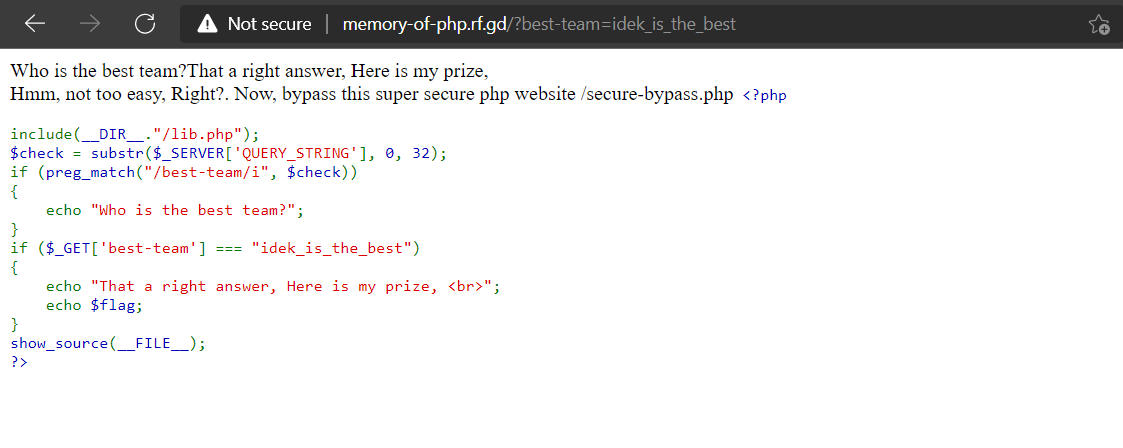 Not secure | memory-of-php.rf.gd/?best-team=idek_is_the_best
Who is the best team?That a right answer, Here is my prize,
Hmm, not too easy, Right?. Now, bypass this super secure php website /secure-bypass.php <?php
include(__DIR__."/lib.php");
$check = substr($_SERVER['QUERY_STRING'], 0, 32);
if (preg_match("/best-team/i", $check))
{
    echo "Who is the best team?";
}
if ($_GET['best-team'] === "idek_is_the_best")
{
    echo "That a right answer, Here is my prize, <br>";
    echo $flag;
}
show_source(__FILE__);
?>